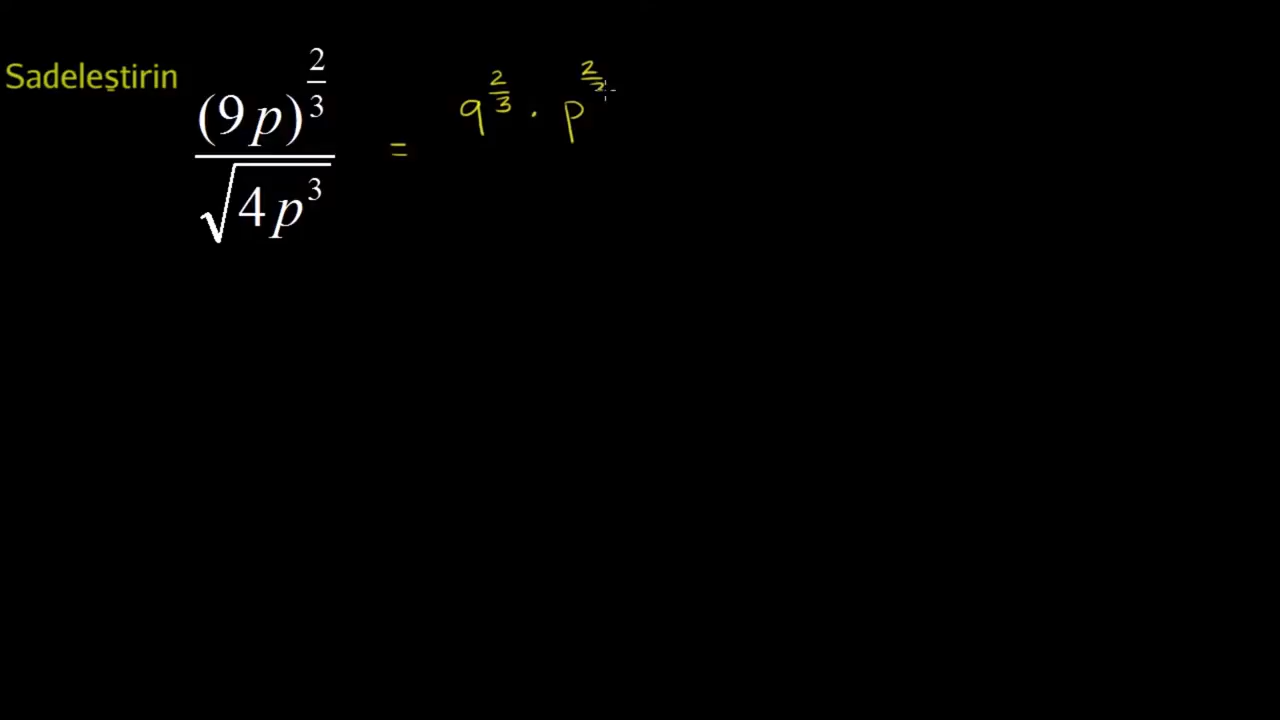 Sadeleştirin (9p)^(2/3) / √(4p^3) = 9^(2/3) · p^(2/3)